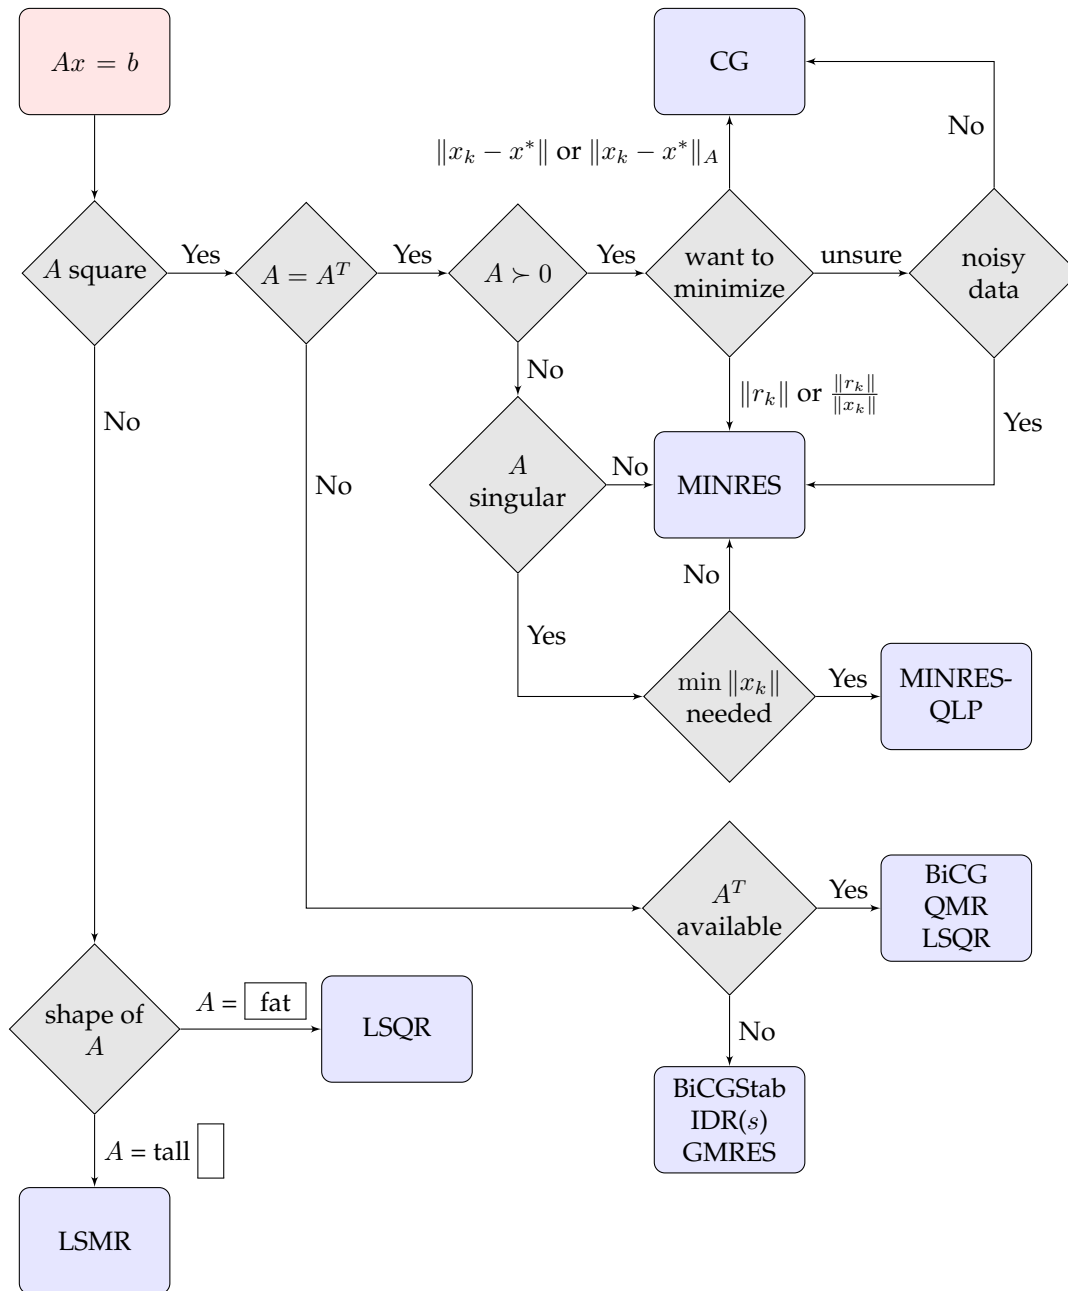 Ax = b
CG
No
‖x_k − x*‖ or ‖x_k − x*‖_A
A square
Yes
A = A^T
Yes
A ≻ 0
Yes
want to
minimize
unsure
noisy
data
No
‖r_k‖ or ‖r_k‖/‖x_k‖
Yes
No
No
A
singular
No
MINRES
No
Yes
min ‖x_k‖
needed
Yes
MINRES-
QLP
A^T
available
Yes
BiCG
QMR
LSQR
shape of
A
A = fat
LSQR
No
BiCGStab
IDR(s)
GMRES
A = tall
LSMR